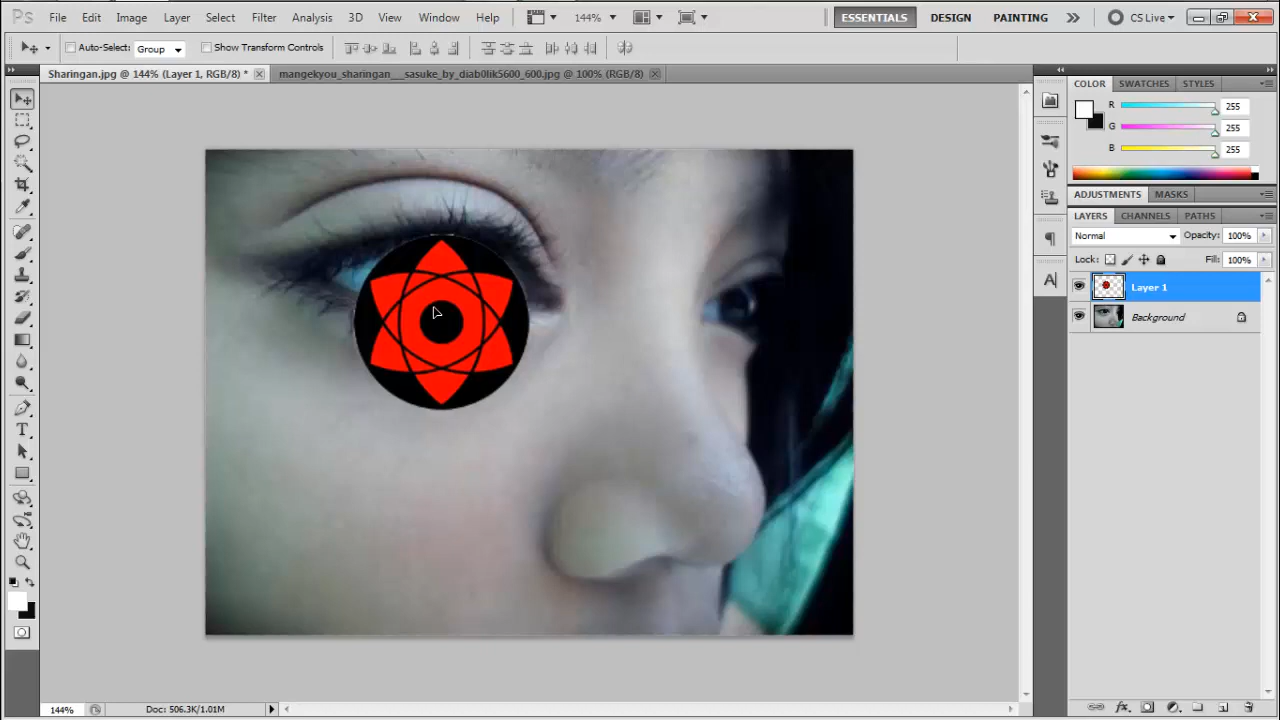 Ps File Edit Image Layer Select Filter Analysis 3D View Window Help 144% ESSENTIALS DESIGN PAINTING CS Live
Auto-Select: Group Show Transform Controls
Sharingan.jpg @ 144% (Layer 1, RGB/8) * mangekyou_sharingan___sasuke_by_diab0lik5600_600.jpg @ 100% (RGB/8)
COLOR SWATCHES STYLES
R 255
G 255
B 255
ADJUSTMENTS MASKS
LAYERS CHANNELS PATHS
Normal Opacity: 100%
Lock: Fill: 100%
Layer 1
Background
144% Doc: 506.3K/1.01M